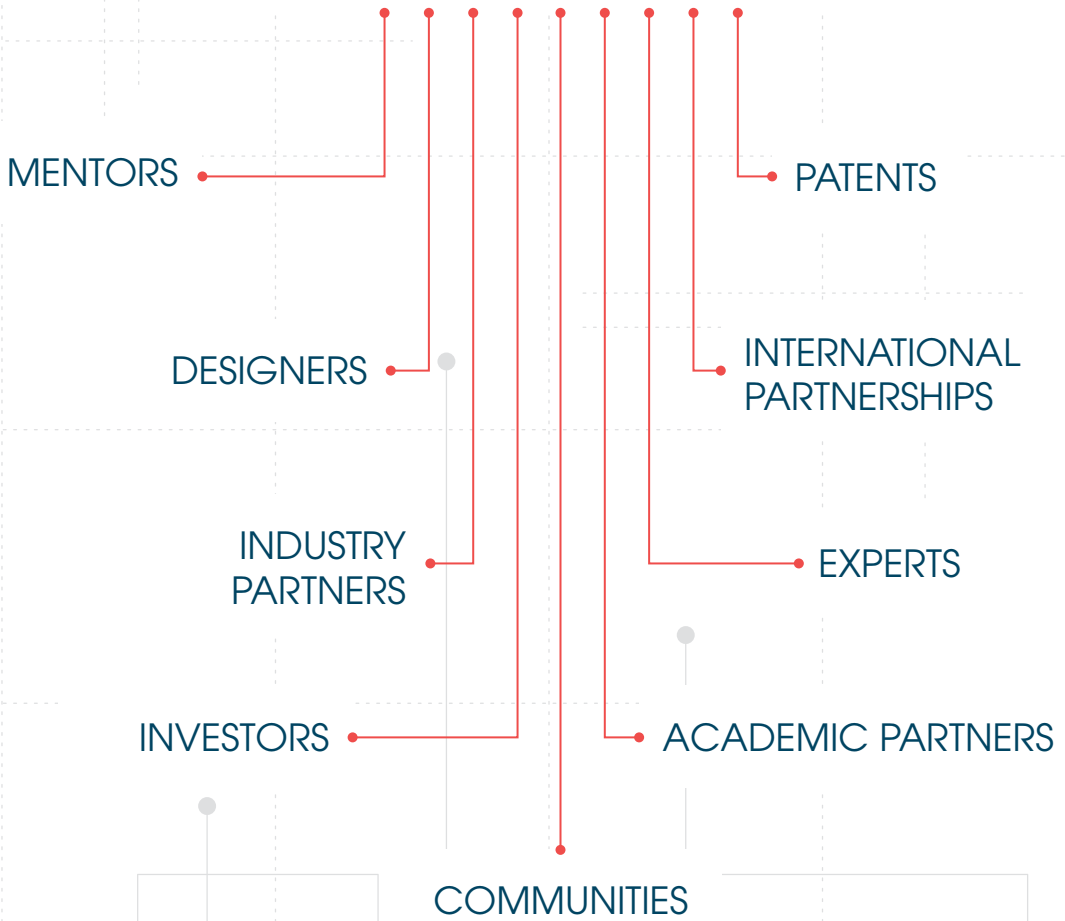 MENTORS
PATENTS
DESIGNERS
INTERNATIONAL
PARTNERSHIPS
INDUSTRY
PARTNERS
EXPERTS
INVESTORS
ACADEMIC PARTNERS
COMMUNITIES